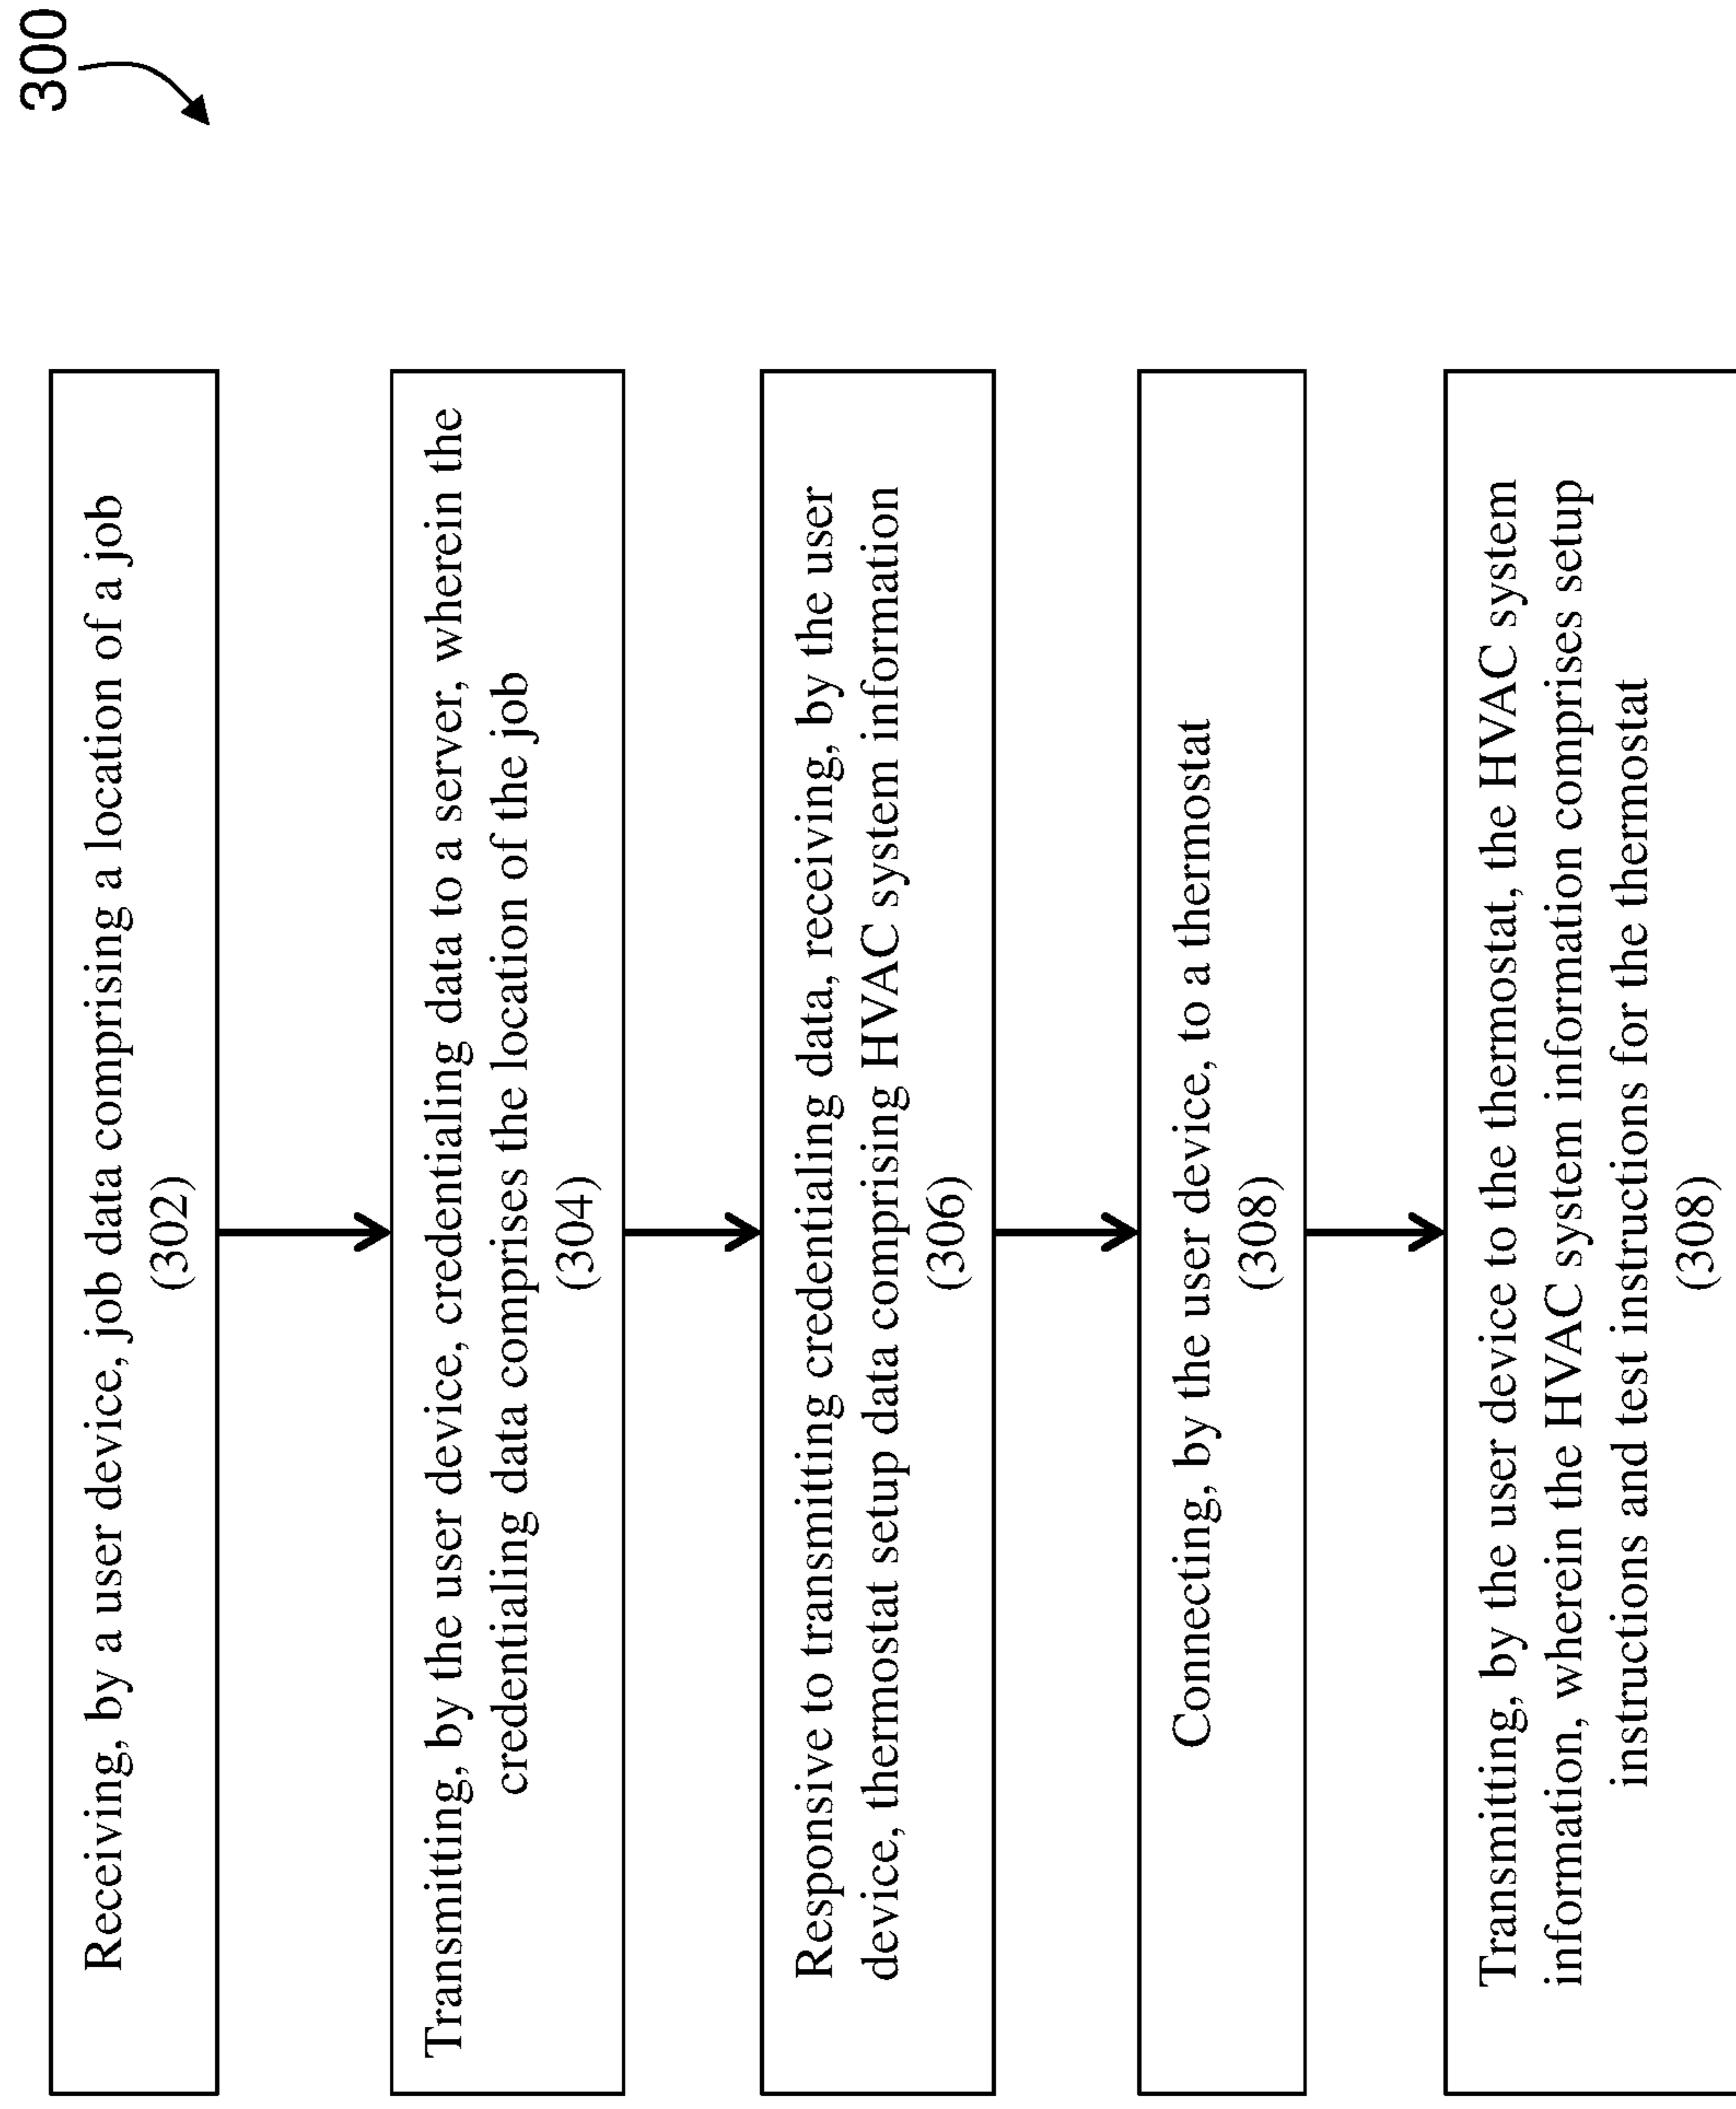 300
Receiving, by a user device, job data comprising a location of a job
(302)
Transmitting, by the user device, credentialing data to a server, wherein the
credentialing data comprises the location of the job
(304)
Responsive to transmitting credentialing data, receiving, by the user
device, thermostat setup data comprising HVAC system information
(306)
Connecting, by the user device, to a thermostat
(308)
Transmitting, by the user device to the thermostat, the HVAC system
information, wherein the HVAC system information comprises setup
instructions and test instructions for the thermostat
(308)